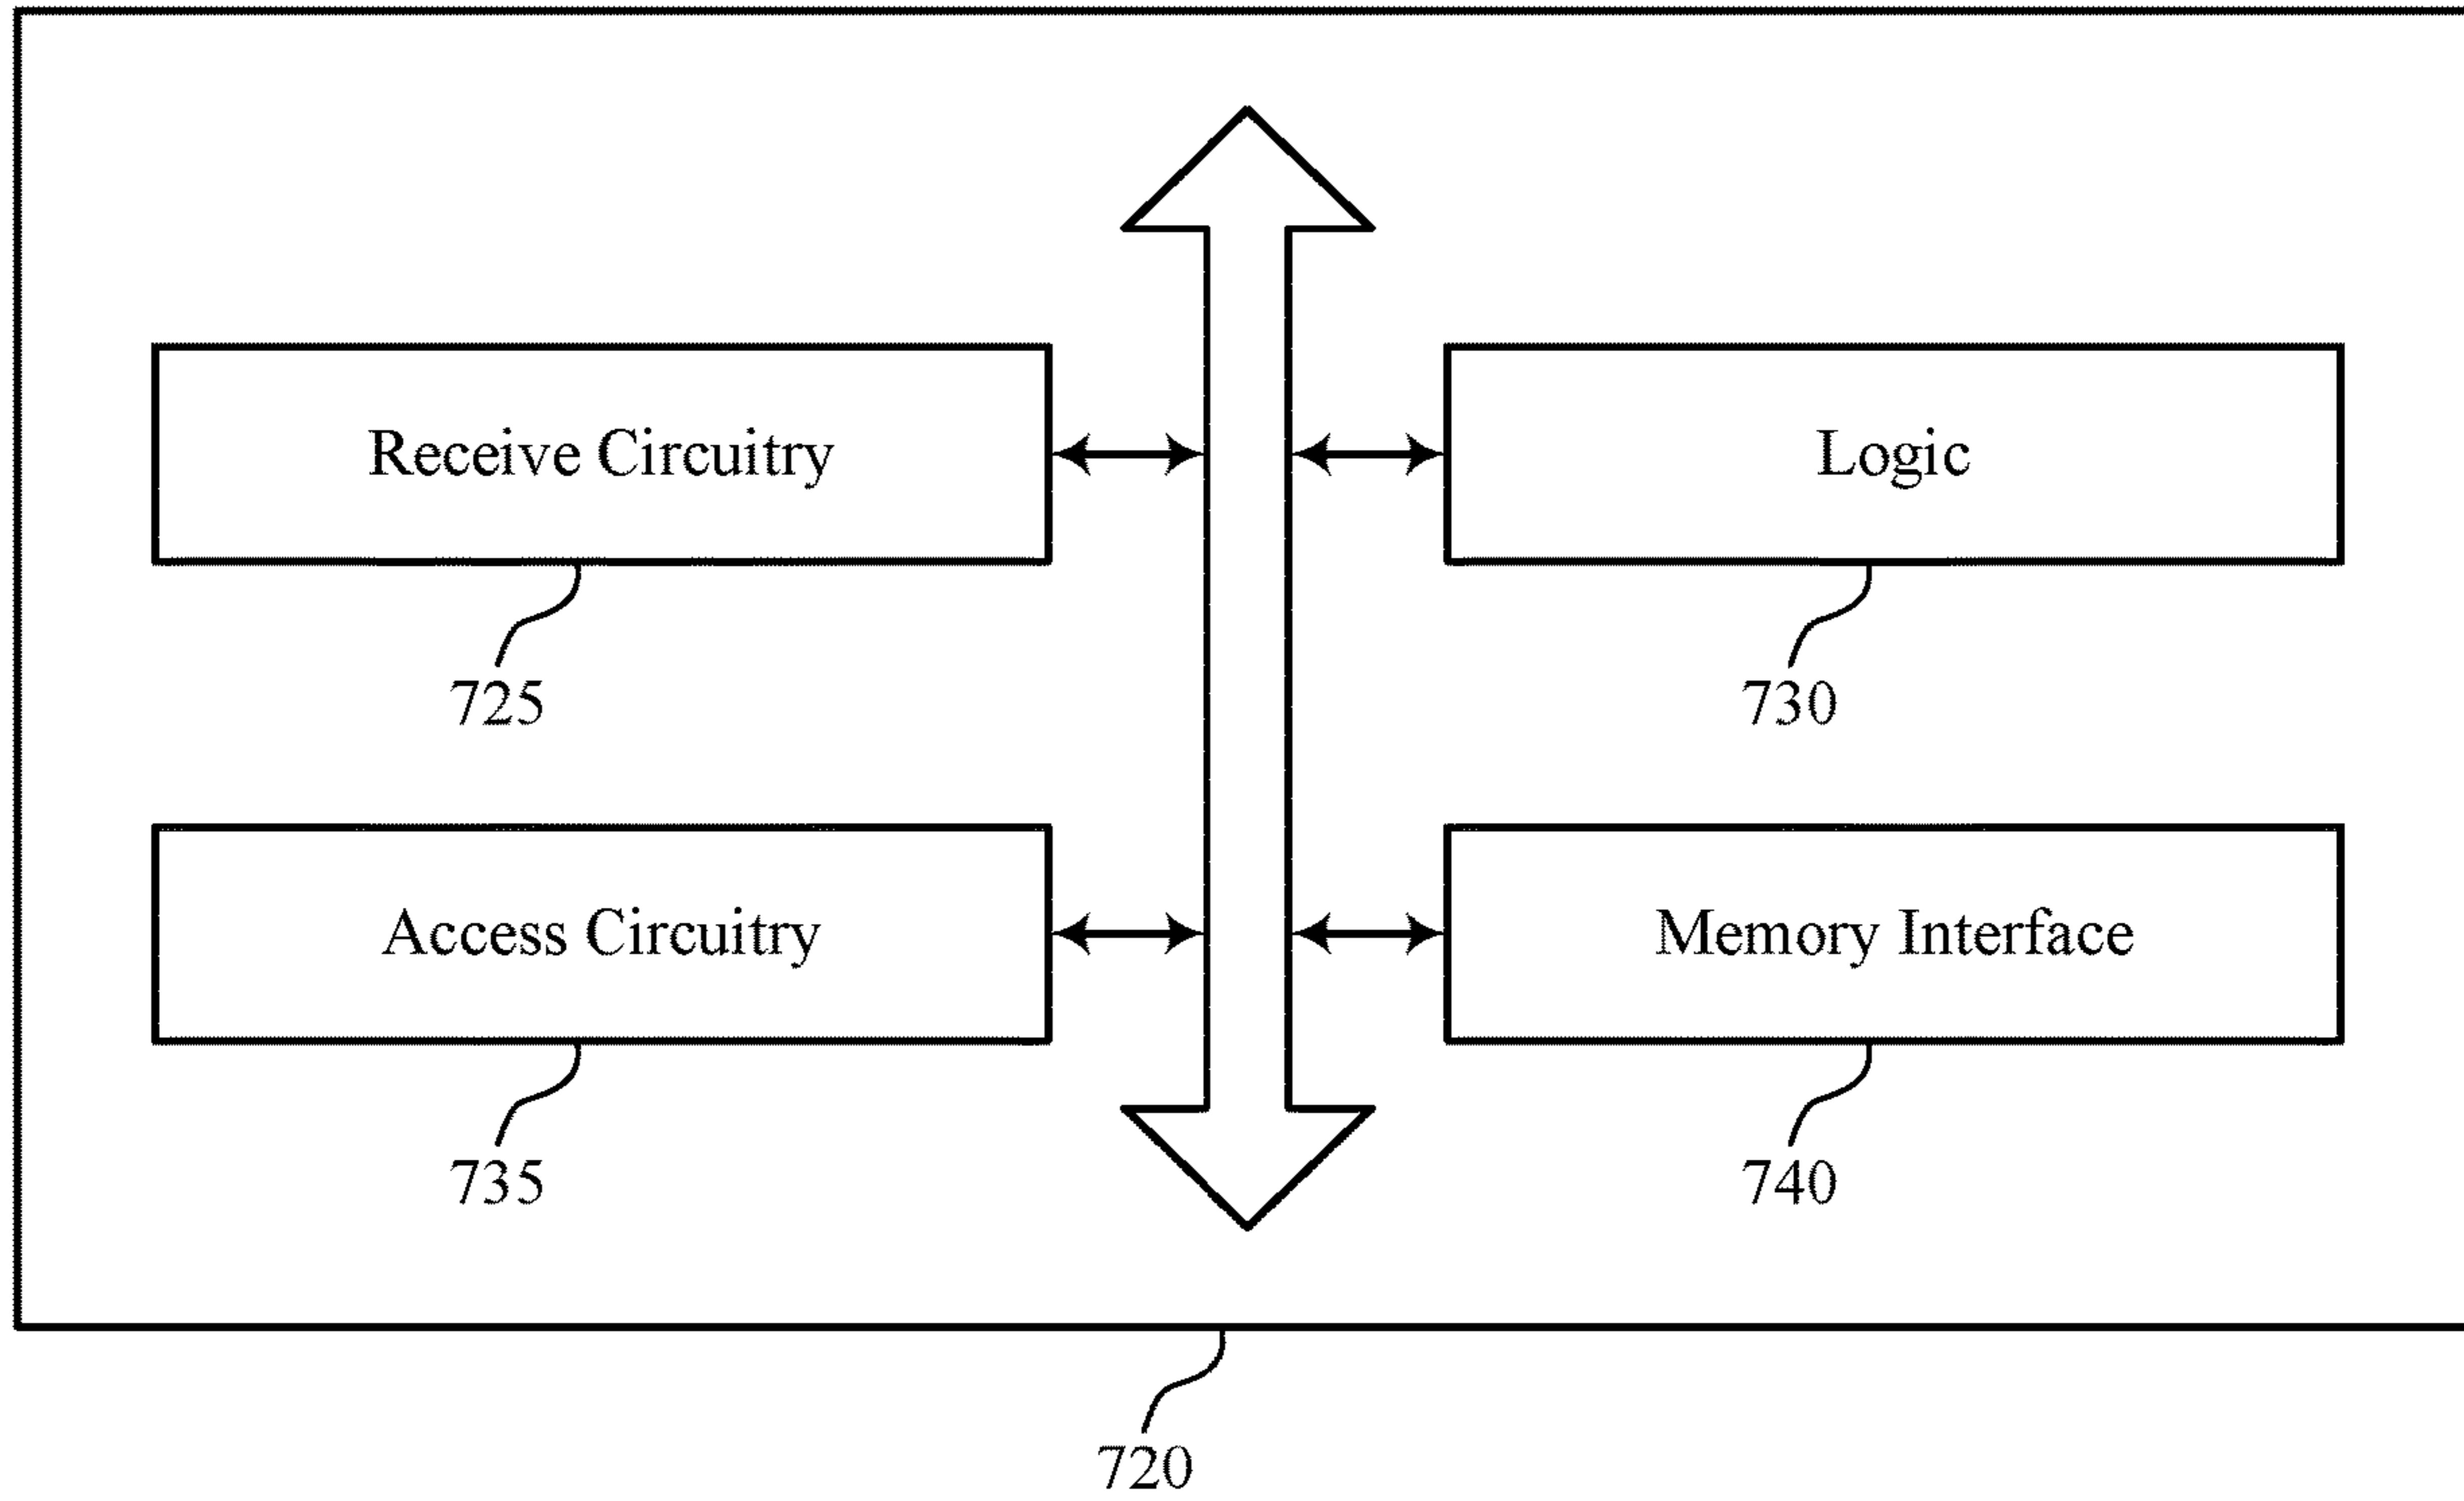 Receive Circuitry
Logic
725
730
Access Circuitry
Memory Interface
735
740
720